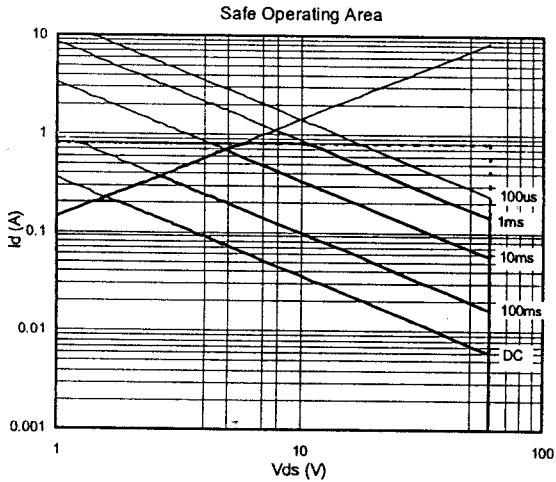 Safe Operating Area
10
1
0.1
0.01
0.001
Id (A)
100us
1ms
10ms
100ms
DC
1
10
100
Vds (V)